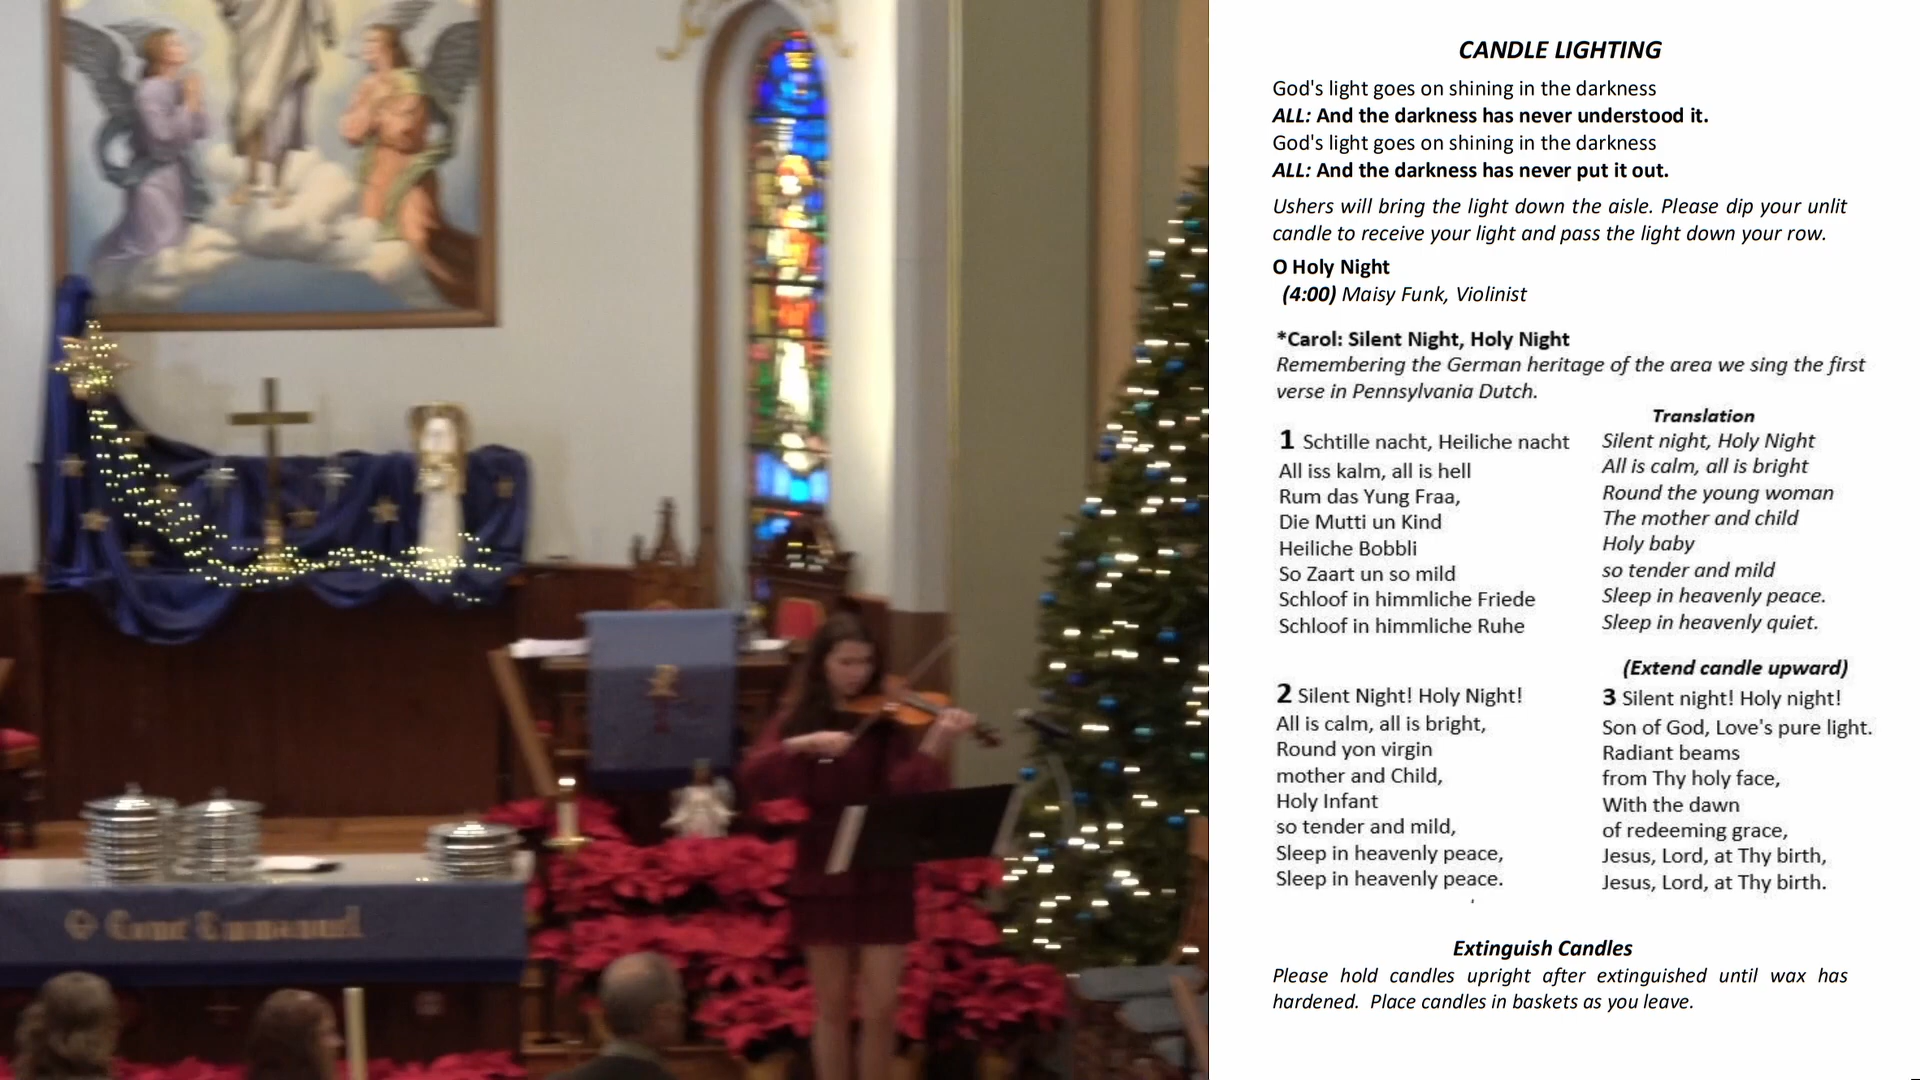 CANDLE LIGHTING
God's light goes on shining in the darkness
ALL: And the darkness has never understood it.
God's light goes on shining in the darkness
ALL: And the darkness has never put it out.
Ushers will bring the light down the aisle. Please dip your unlit
candle to receive your light and pass the light down your row.
O Holy Night
(4:00) Maisy Funk, Violinist
*Carol: Silent Night, Holy Night
Remembering the German heritage of the area we sing the first
verse in Pennsylvania Dutch.
1 Schtille nacht, Heiliche nacht
All iss kalm, all is hell
Rum das Yung Fraa,
Die Mutti un Kind
Heiliche Bobbli
So Zaart un so mild
Schloof in himmliche Friede
Schloof in himmliche Ruhe
Translation
Silent night, Holy Night
All is calm, all is bright
Round the young woman
The mother and child
Holy baby
so tender and mild
Sleep in heavenly peace.
Sleep in heavenly quiet.
2 Silent Night! Holy Night!
All is calm, all is bright,
Round yon virgin
mother and Child,
Holy Infant
so tender and mild,
Sleep in heavenly peace,
Sleep in heavenly peace.
(Extend candle upward)
3 Silent night! Holy night!
Son of God, Love's pure light.
Radiant beams
from Thy holy face,
With the dawn
of redeeming grace,
Jesus, Lord, at Thy birth,
Jesus, Lord, at Thy birth.
Extinguish Candles
Please hold candles upright after extinguished until wax has
hardened. Place candles in baskets as you leave.
O Come Emmanuel